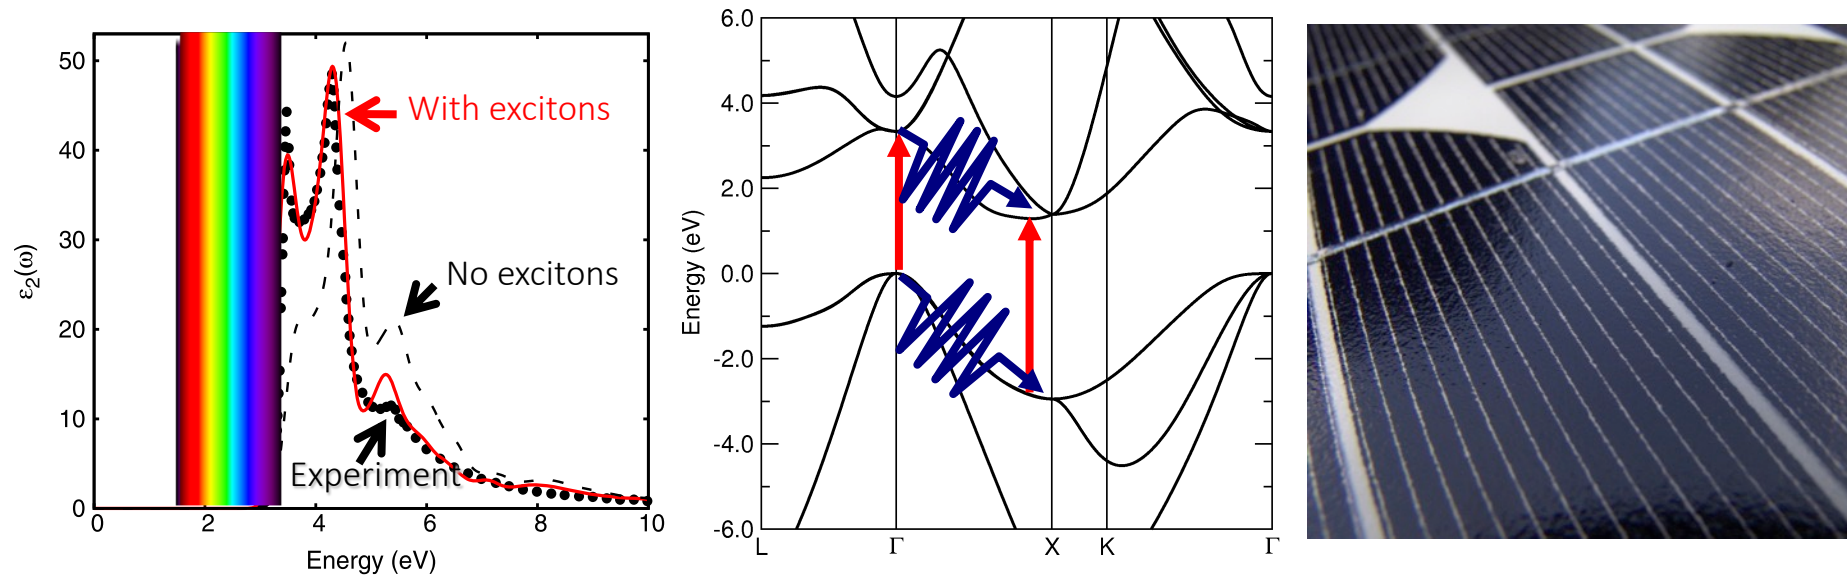 50
40
30
20
10
0
ε₂(ω)
With excitons
No excitons
Experiment
0 2 4 6 8 10
Energy (eV)
6.0
4.0
2.0
0.0
-2.0
-4.0
-6.0
Energy (eV)
L Γ X K Γ